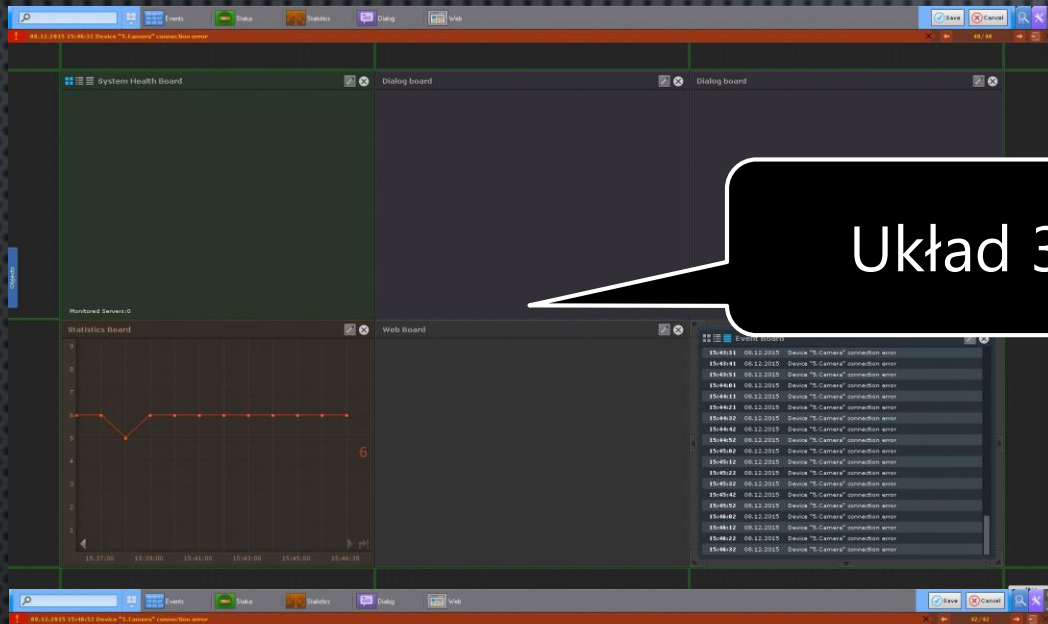 Events Status Statistics Dialog Web Save Cancel
! 08.12.2015 15:46:32 Device "5.Camera" connection error
System Health Board Dialog board Dialog board
Układ 3
Objects
Monitored Servers:0
Statistics Board Web Board Event Board
9
8
7
6
5
4
3
2
1
6
15:37:00 15:39:00 15:41:00 15:43:00 15:45:00 15:46:38
15:43:31 08.12.2015 Device "5.Camera" connection error
15:43:41 08.12.2015 Device "5.Camera" connection error
15:43:51 08.12.2015 Device "5.Camera" connection error
15:44:01 08.12.2015 Device "5.Camera" connection error
15:44:11 08.12.2015 Device "5.Camera" connection error
15:44:21 08.12.2015 Device "5.Camera" connection error
15:44:32 08.12.2015 Device "5.Camera" connection error
15:44:42 08.12.2015 Device "5.Camera" connection error
15:44:52 08.12.2015 Device "5.Camera" connection error
15:45:02 08.12.2015 Device "5.Camera" connection error
15:45:12 08.12.2015 Device "5.Camera" connection error
15:45:22 08.12.2015 Device "5.Camera" connection error
15:45:32 08.12.2015 Device "5.Camera" connection error
15:45:42 08.12.2015 Device "5.Camera" connection error
15:45:52 08.12.2015 Device "5.Camera" connection error
15:46:02 08.12.2015 Device "5.Camera" connection error
15:46:12 08.12.2015 Device "5.Camera" connection error
15:46:22 08.12.2015 Device "5.Camera" connection error
15:46:32 08.12.2015 Device "5.Camera" connection error
Events Status Statistics Dialog Web Save Cancel
! 08.12.2015 15:46:52 Device "5.Camera" connection error 42/42